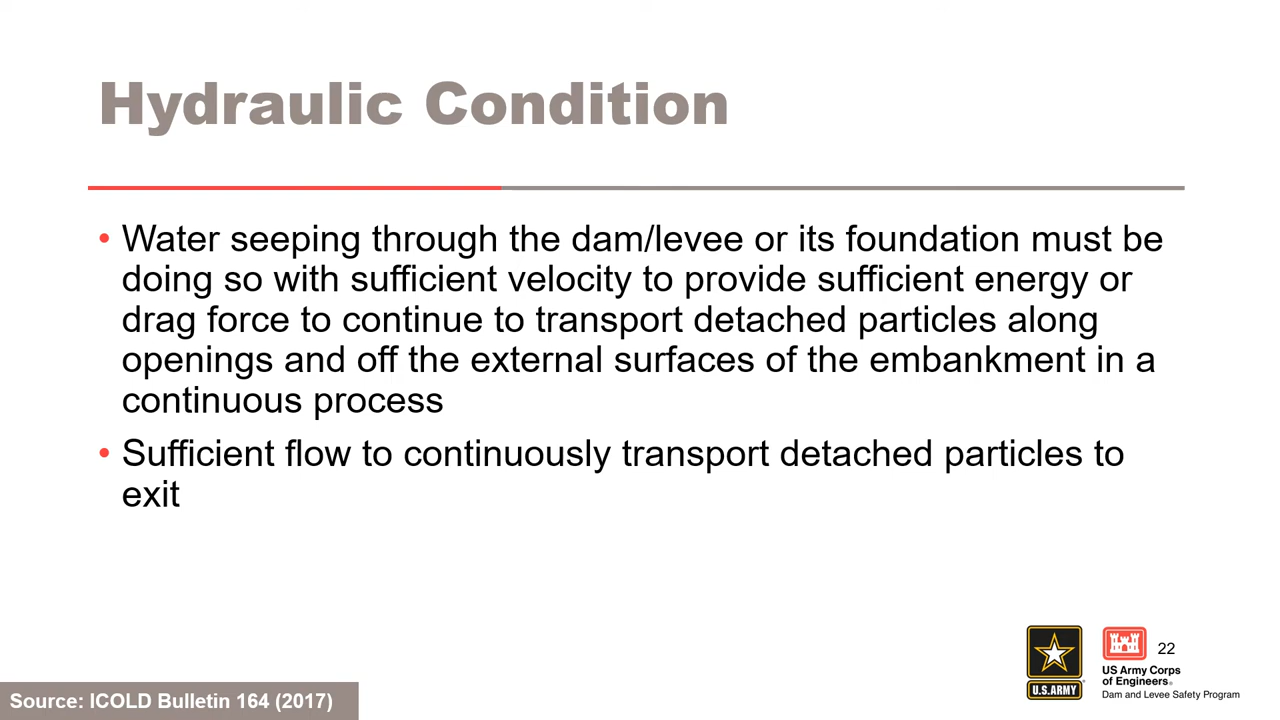 Hydraulic Condition
• Water seeping through the dam/levee or its foundation must be
doing so with sufficient velocity to provide sufficient energy or
drag force to continue to transport detached particles along
openings and off the external surfaces of the embankment in a
continuous process
• Sufficient flow to continuously transport detached particles to
exit
U.S.ARMY
22
US Army Corps
of Engineers®
Dam and Levee Safety Program
Source: ICOLD Bulletin 164 (2017)